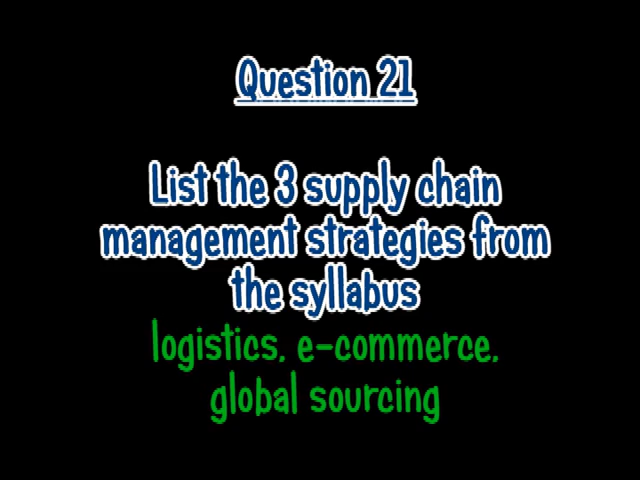 Question 21
List the 3 supply chain
management strategies from
the syllabus
logistics, e-commerce,
global sourcing